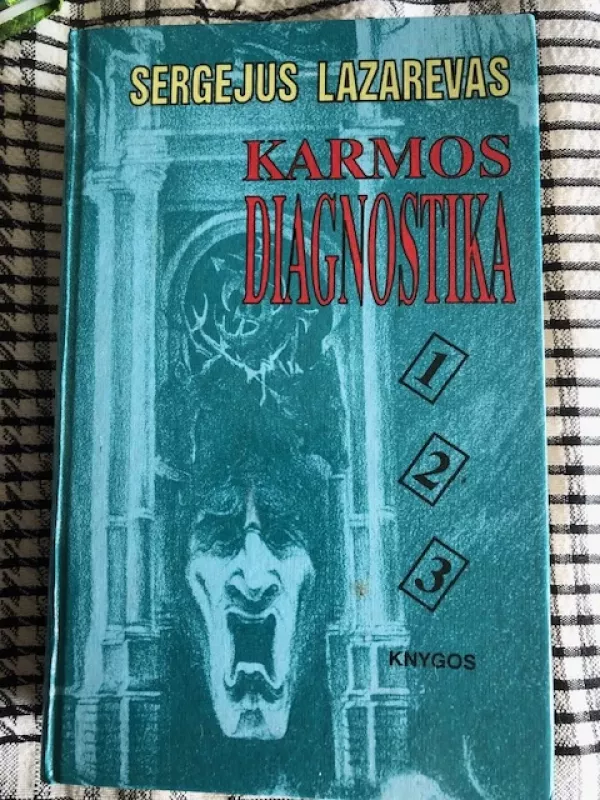 SERGEJUS LAZAREVAS
KARMOS
DIAGNOSTIKA
1
2
3
KNYGOS